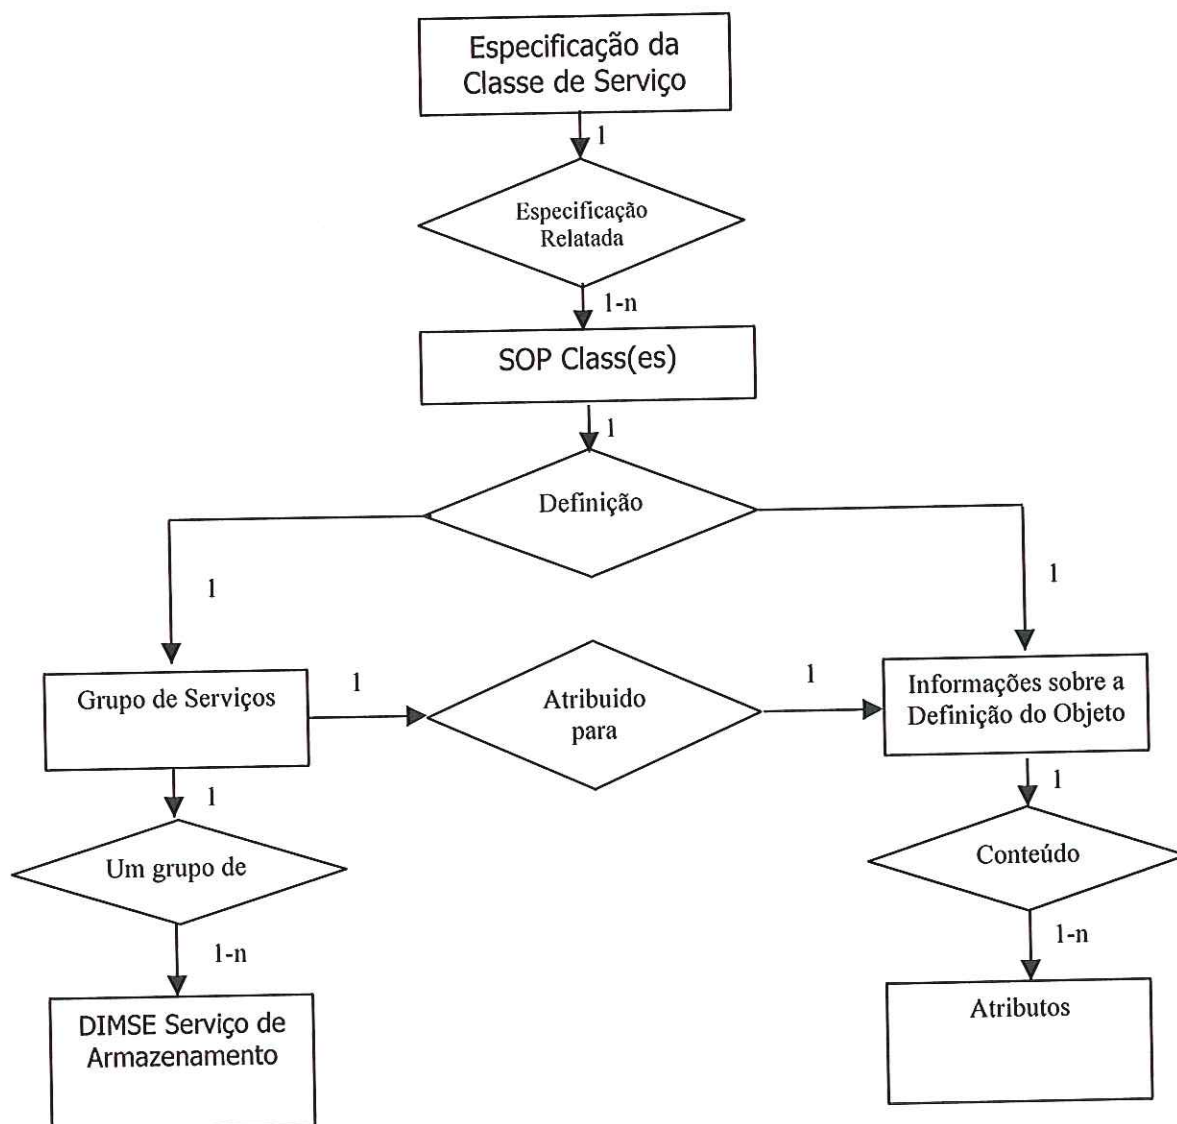 Especificação da
Classe de Serviço
1
Especificação
Relatada
1-n
SOP Class(es)
1
Definição
1
1
Grupo de Serviços
1
Atribuido
para
1
Informações sobre a
Definição do Objeto
1
1
Um grupo de
Conteúdo
1-n
1-n
DIMSE Serviço de
Armazenamento
Atributos